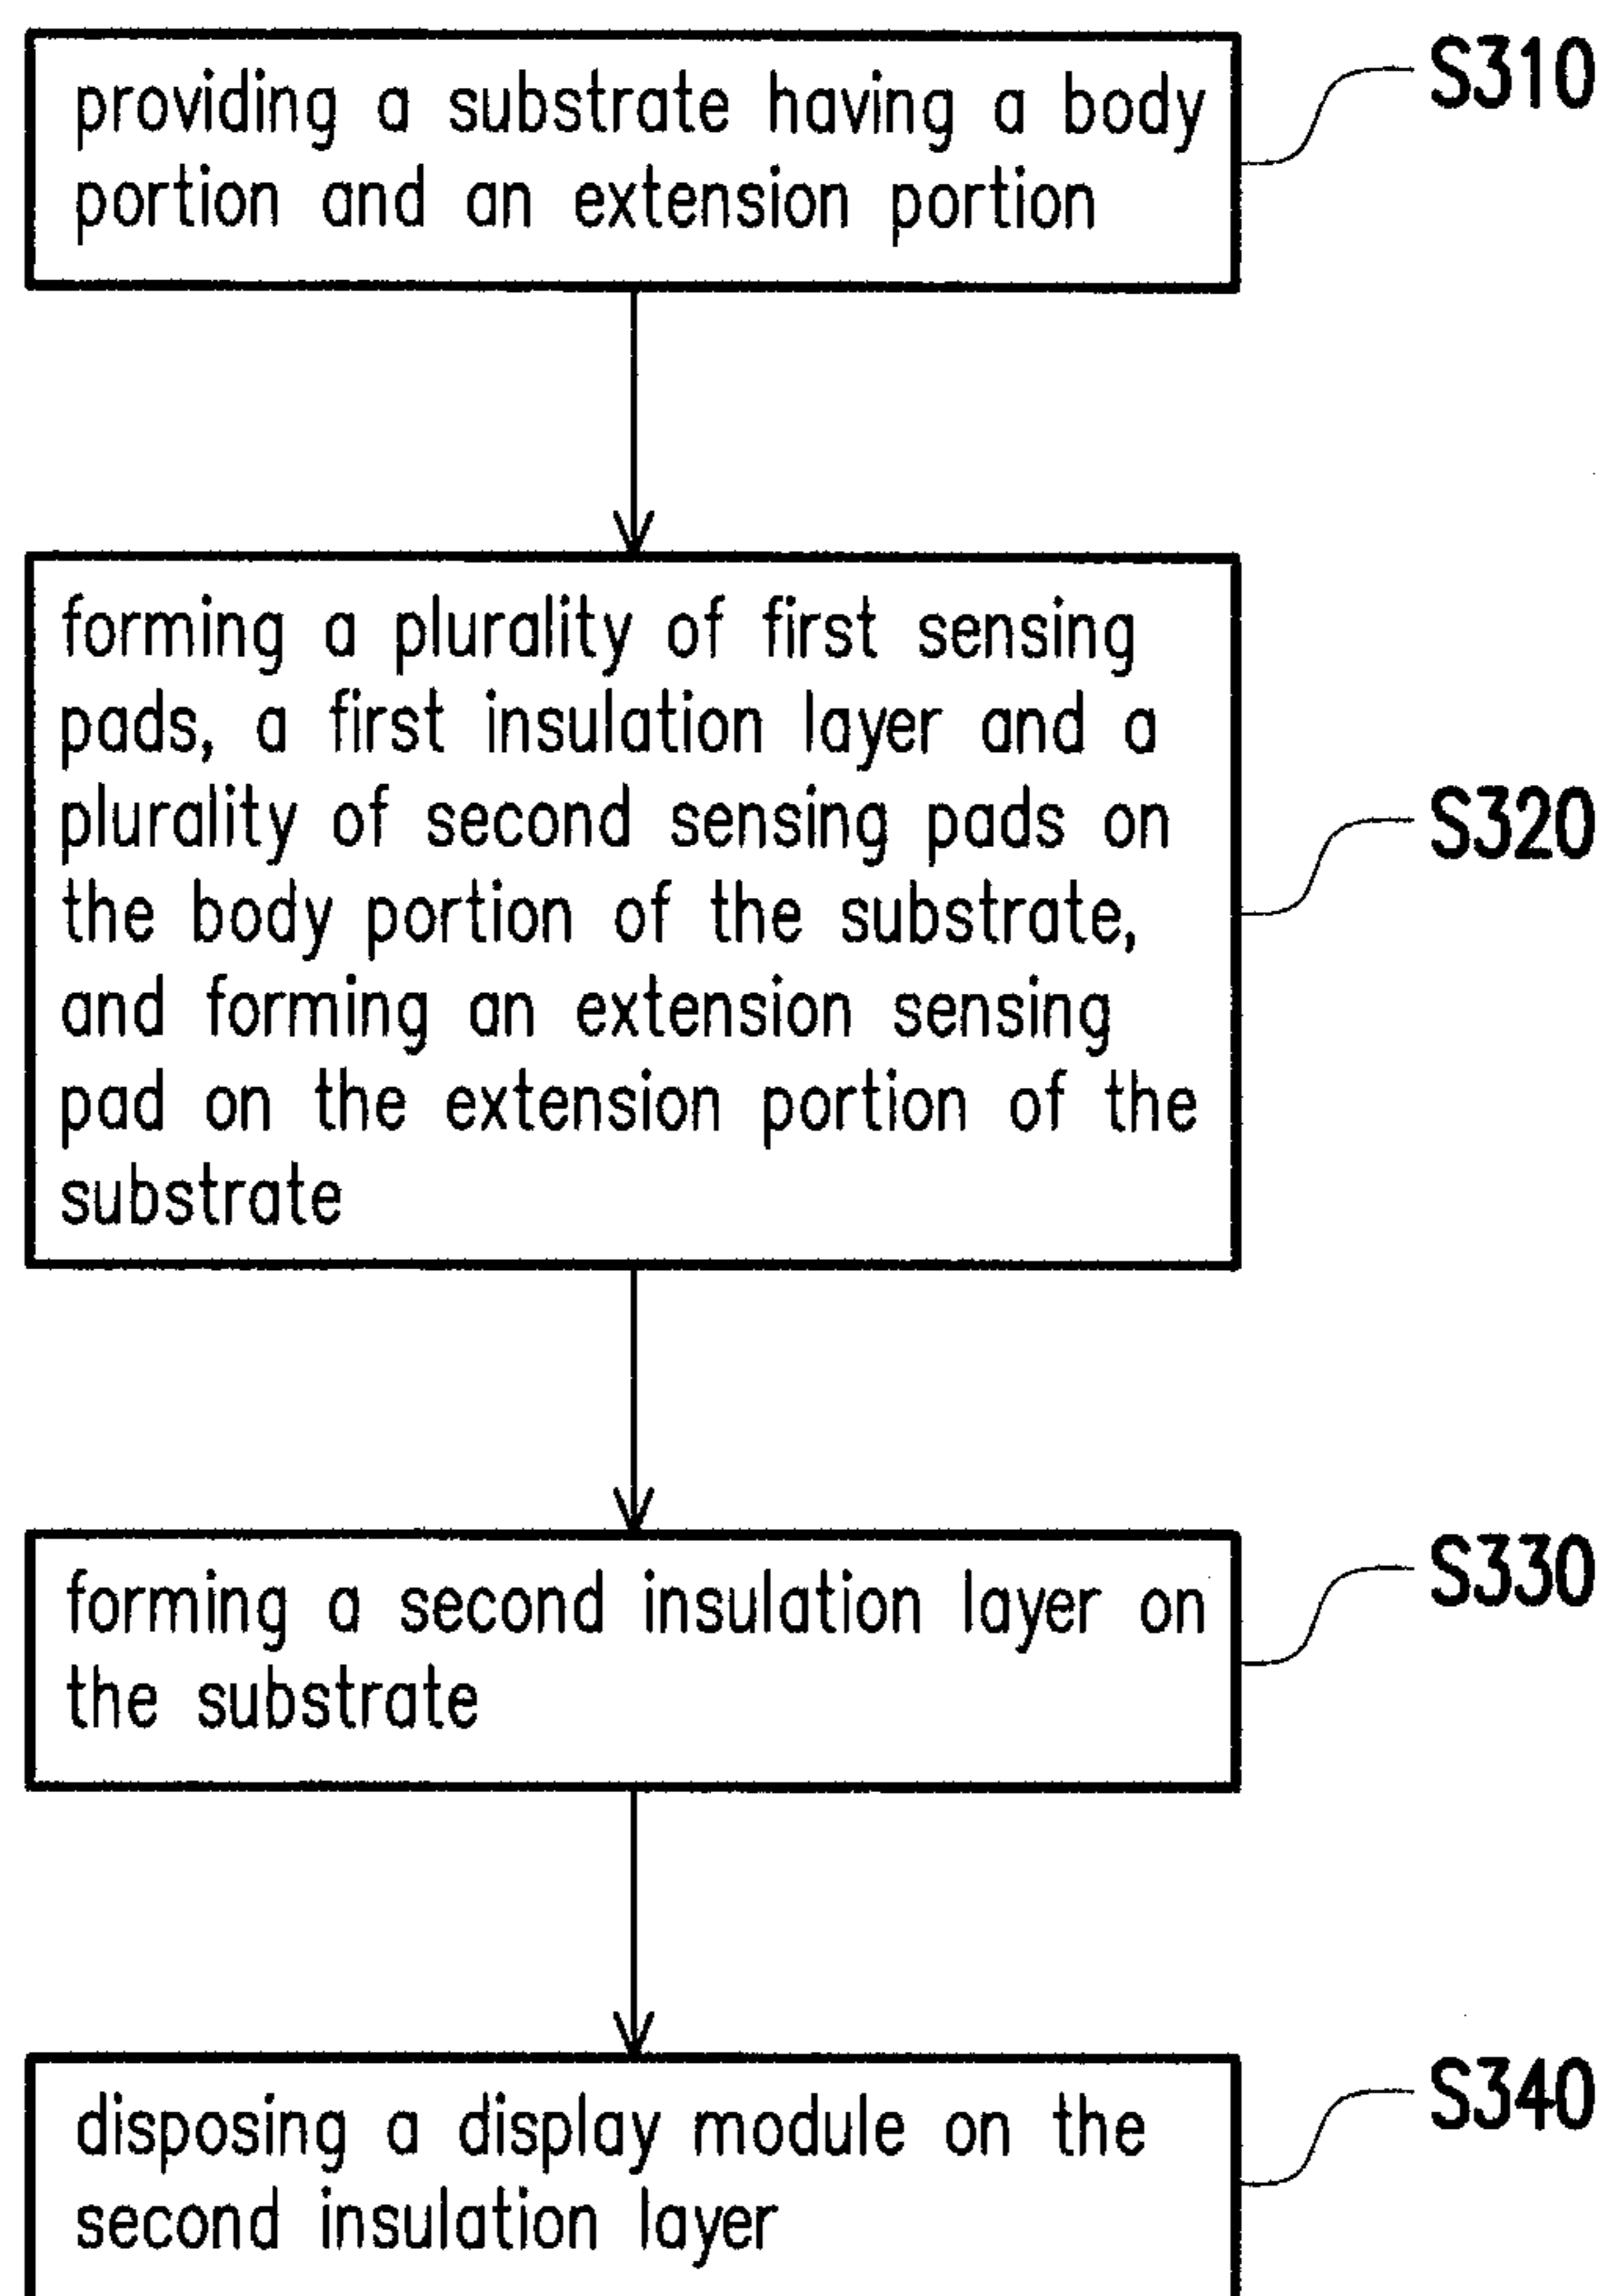 providing a substrate having a body
portion and an extension portion
S310
forming a plurality of first sensing
pads, a first insulation layer and a
plurality of second sensing pads on
the body portion of the substrate,
and forming an extension sensing
pad on the extension portion of the
substrate
S320
forming a second insulation layer on
the substrate
S330
disposing a display module on the
second insulation layer
S340